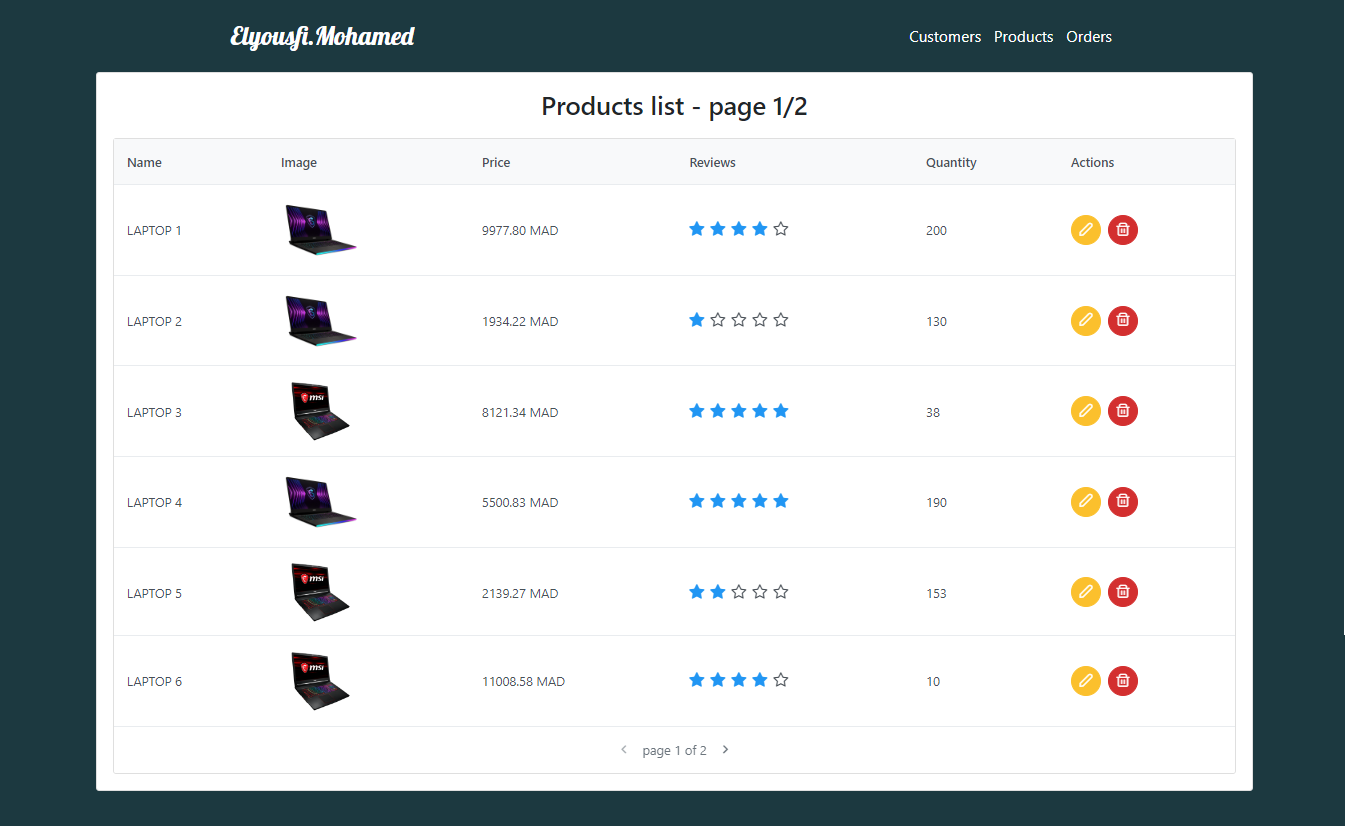 Elyousfi.Mohamed
Customers Products Orders
Products list - page 1/2
Name Image Price Reviews Quantity Actions
LAPTOP 1 9977.80 MAD 200
LAPTOP 2 1934.22 MAD 130
LAPTOP 3 msi 8121.34 MAD 38
LAPTOP 4 5500.83 MAD 190
LAPTOP 5 msi 2139.27 MAD 153
LAPTOP 6 msi 11008.58 MAD 10
page 1 of 2